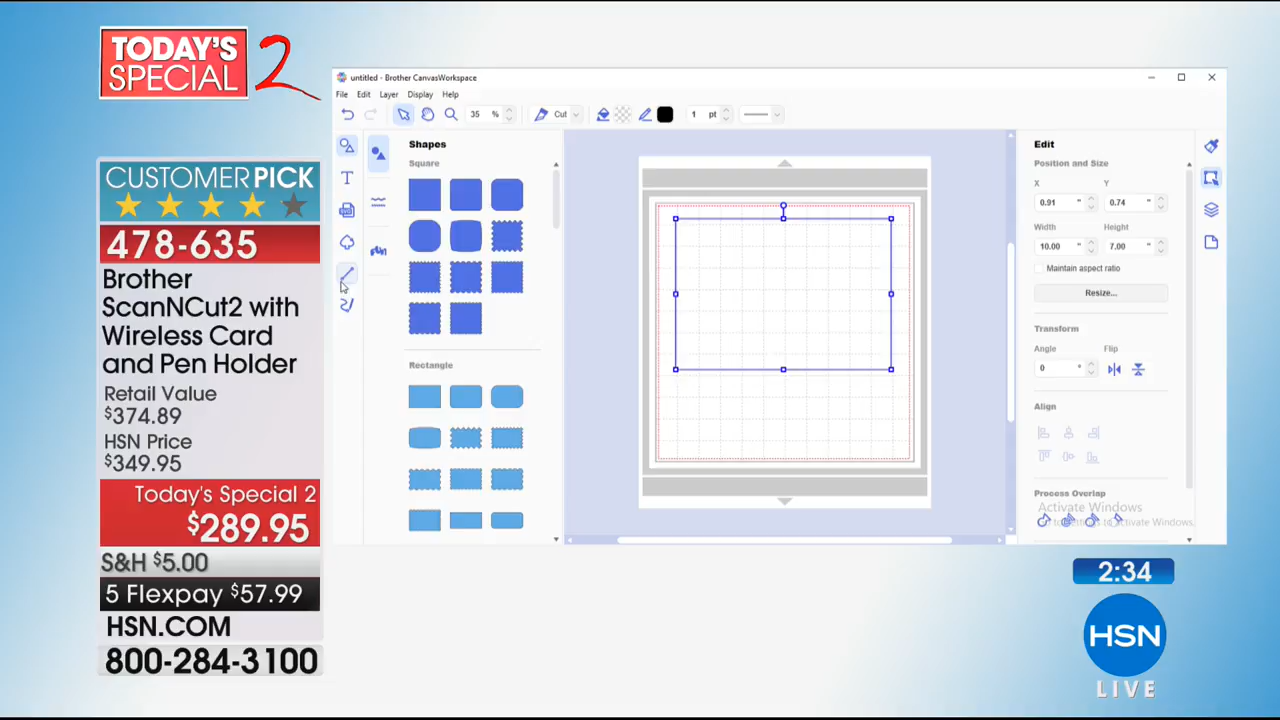 TODAY'S
SPECIAL 2
CUSTOMER PICK
478-635
Brother
ScanNCut2 with
Wireless Card
and Pen Holder
Retail Value
$374.89
HSN Price
$349.95
Today's Special 2
$289.95
S&H $5.00
5 Flexpay $57.99
HSN.COM
800-284-3100
untitled - Brother CanvasWorkspace
File Edit Layer Display Help
35 % Cut 1 pt
T
SVG
Shapes
Square
Rectangle
Edit
Position and Size
X Y
0.91 " 0.74 "
Width Height
10.00 " 7.00 "
Maintain aspect ratio
Resize...
Transform
Angle Flip
0 °
Align
Process Overlap
Activate Windows
to Activate Windows.
2:34
HSN
LIVE